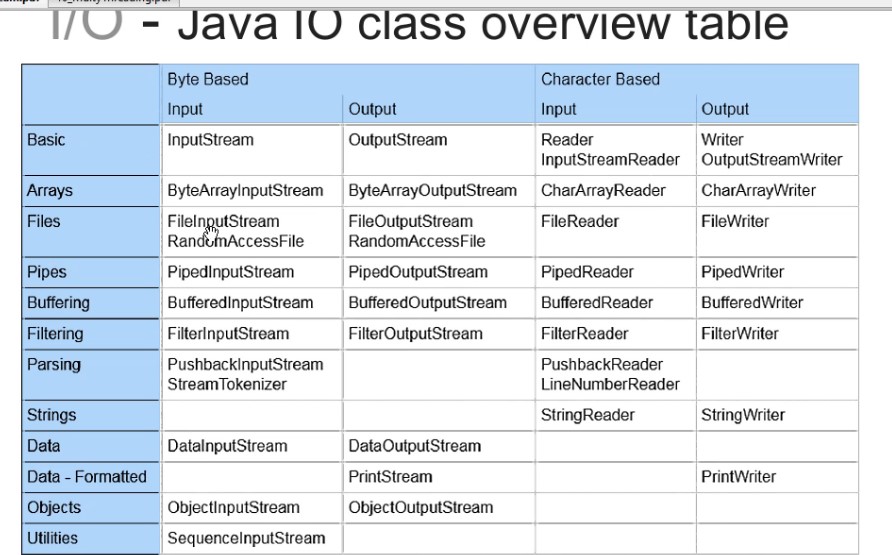 I/O - Java IO class overview table
Byte Based Character Based
Input Output Input Output
Basic InputStream OutputStream Reader Writer
InputStreamReader OutputStreamWriter
Arrays ByteArrayInputStream ByteArrayOutputStream CharArrayReader CharArrayWriter
Files FileInputStream FileOutputStream FileReader FileWriter
RandomAccessFile RandomAccessFile
Pipes PipedInputStream PipedOutputStream PipedReader PipedWriter
Buffering BufferedInputStream BufferedOutputStream BufferedReader BufferedWriter
Filtering FilterInputStream FilterOutputStream FilterReader FilterWriter
Parsing PushbackInputStream PushbackReader
StreamTokenizer LineNumberReader
Strings StringReader StringWriter
Data DataInputStream DataOutputStream
Data - Formatted PrintStream PrintWriter
Objects ObjectInputStream ObjectOutputStream
Utilities SequenceInputStream